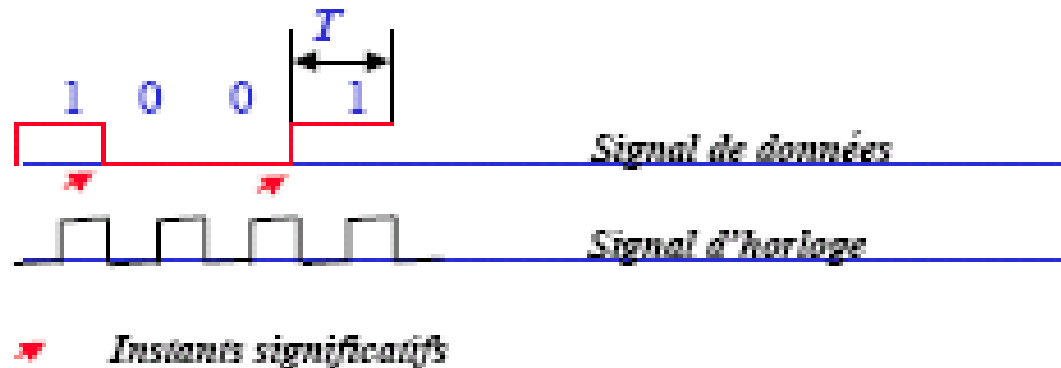 T
1 0 0 1
Signal de données
Signal d'horloge
Instants significatifs